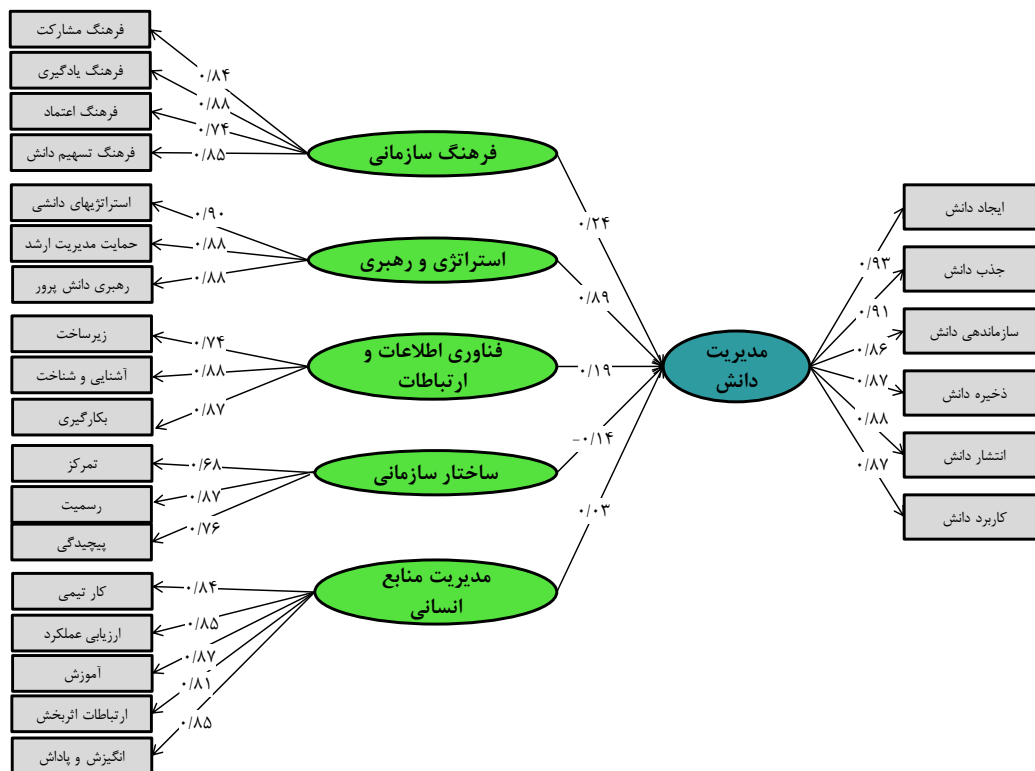 فرهنگ مشارکت
فرهنگ یادگیری
فرهنگ اعتماد
فرهنگ تسهیم دانش
۰/۸۴
۰/۸۸
۰/۷۴
۰/۸۵
فرهنگ سازمانی
استراتژیهای دانشی
حمایت مدیریت ارشد
رهبری دانش پرور
۰/۹۰
۰/۸۸
۰/۸۸
استراتژی و رهبری
زیرساخت
آشنایی و شناخت
بکارگیری
۰/۷۴
۰/۸۸
۰/۸۷
فناوری اطلاعات و
ارتباطات
تمرکز
رسمیت
پیچیدگی
۰/۶۸
۰/۸۷
۰/۷۶
ساختار سازمانی
کار تیمی
ارزیابی عملکرد
آموزش
ارتباطات اثربخش
انگیزش و پاداش
۰/۸۴
۰/۸۵
۰/۸۷
۰/۸۱
۰/۸۵
مدیریت منابع
انسانی
۰/۲۴
۰/۸۹
۰/۱۹
-۰/۱۴
۰/۰۳
مدیریت
دانش
۰/۹۳
۰/۹۱
۰/۸۶
۰/۸۷
۰/۸۸
۰/۸۷
ایجاد دانش
جذب دانش
سازماندهی دانش
ذخیره دانش
انتشار دانش
کاربرد دانش